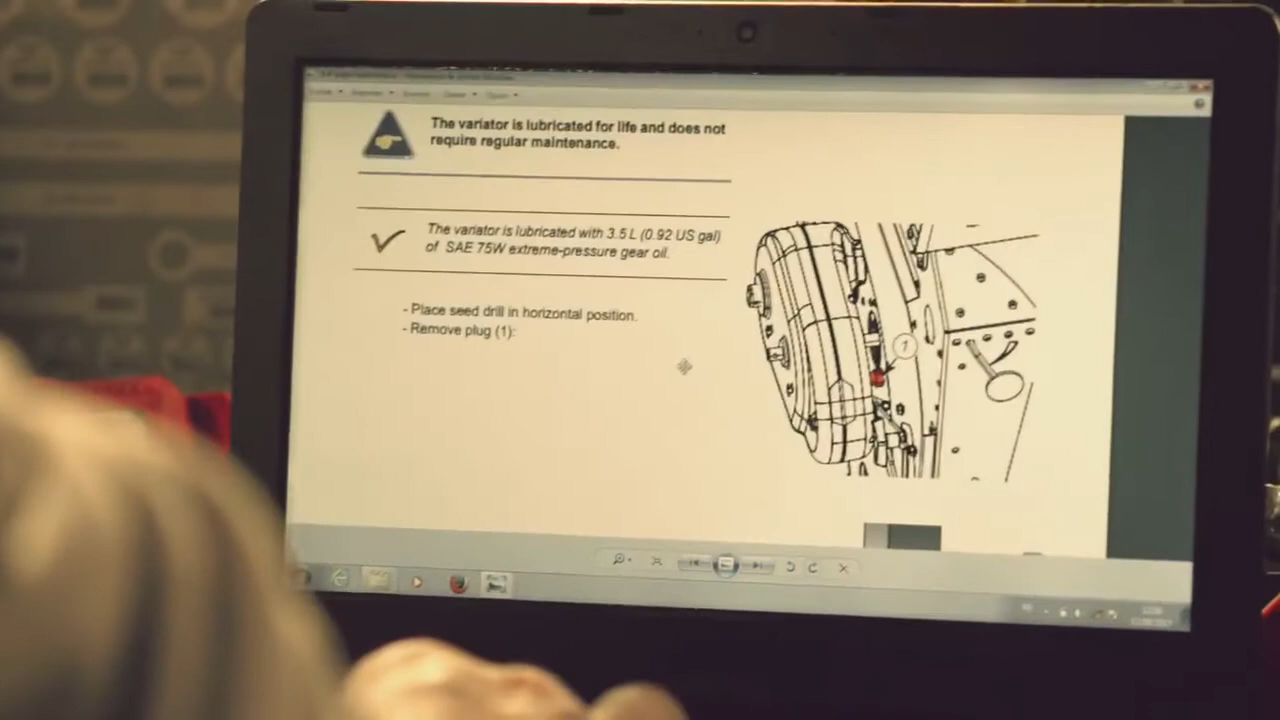 The variator is lubricated for life and does not
require regular maintenance.
The variator is lubricated with 3.5 L (0.92 US gal)
of SAE 75W extreme-pressure gear oil.
- Place seed drill in horizontal position.
- Remove plug (1):
1